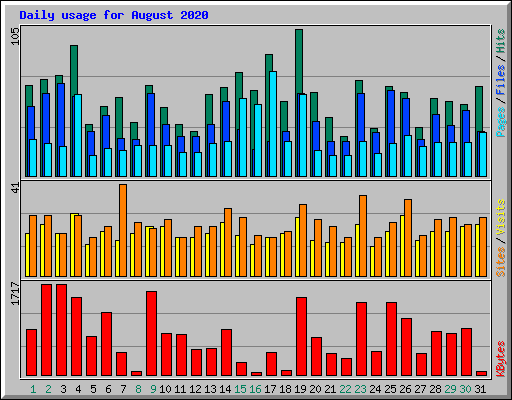 Daily usage for August 2020
105
Pages/Files/Hits
41
Sites/Visits
1717
KBytes
1 2 3 4 5 6 7 8 9 10 11 12 13 14 15 16 17 18 19 20 21 22 23 24 25 26 27 28 29 30 31